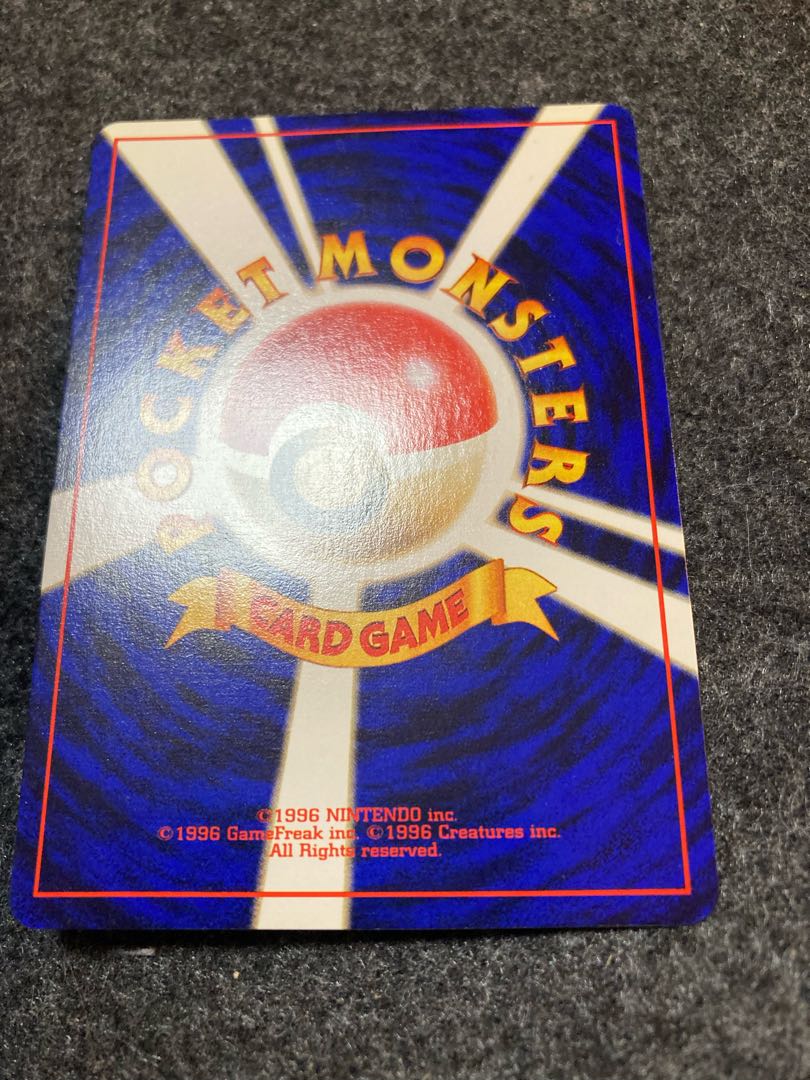 POCKET MONSTERS
CARD GAME
©1996 NINTENDO inc.
©1996 GameFreak inc. ©1996 Creatures inc.
All Rights reserved.